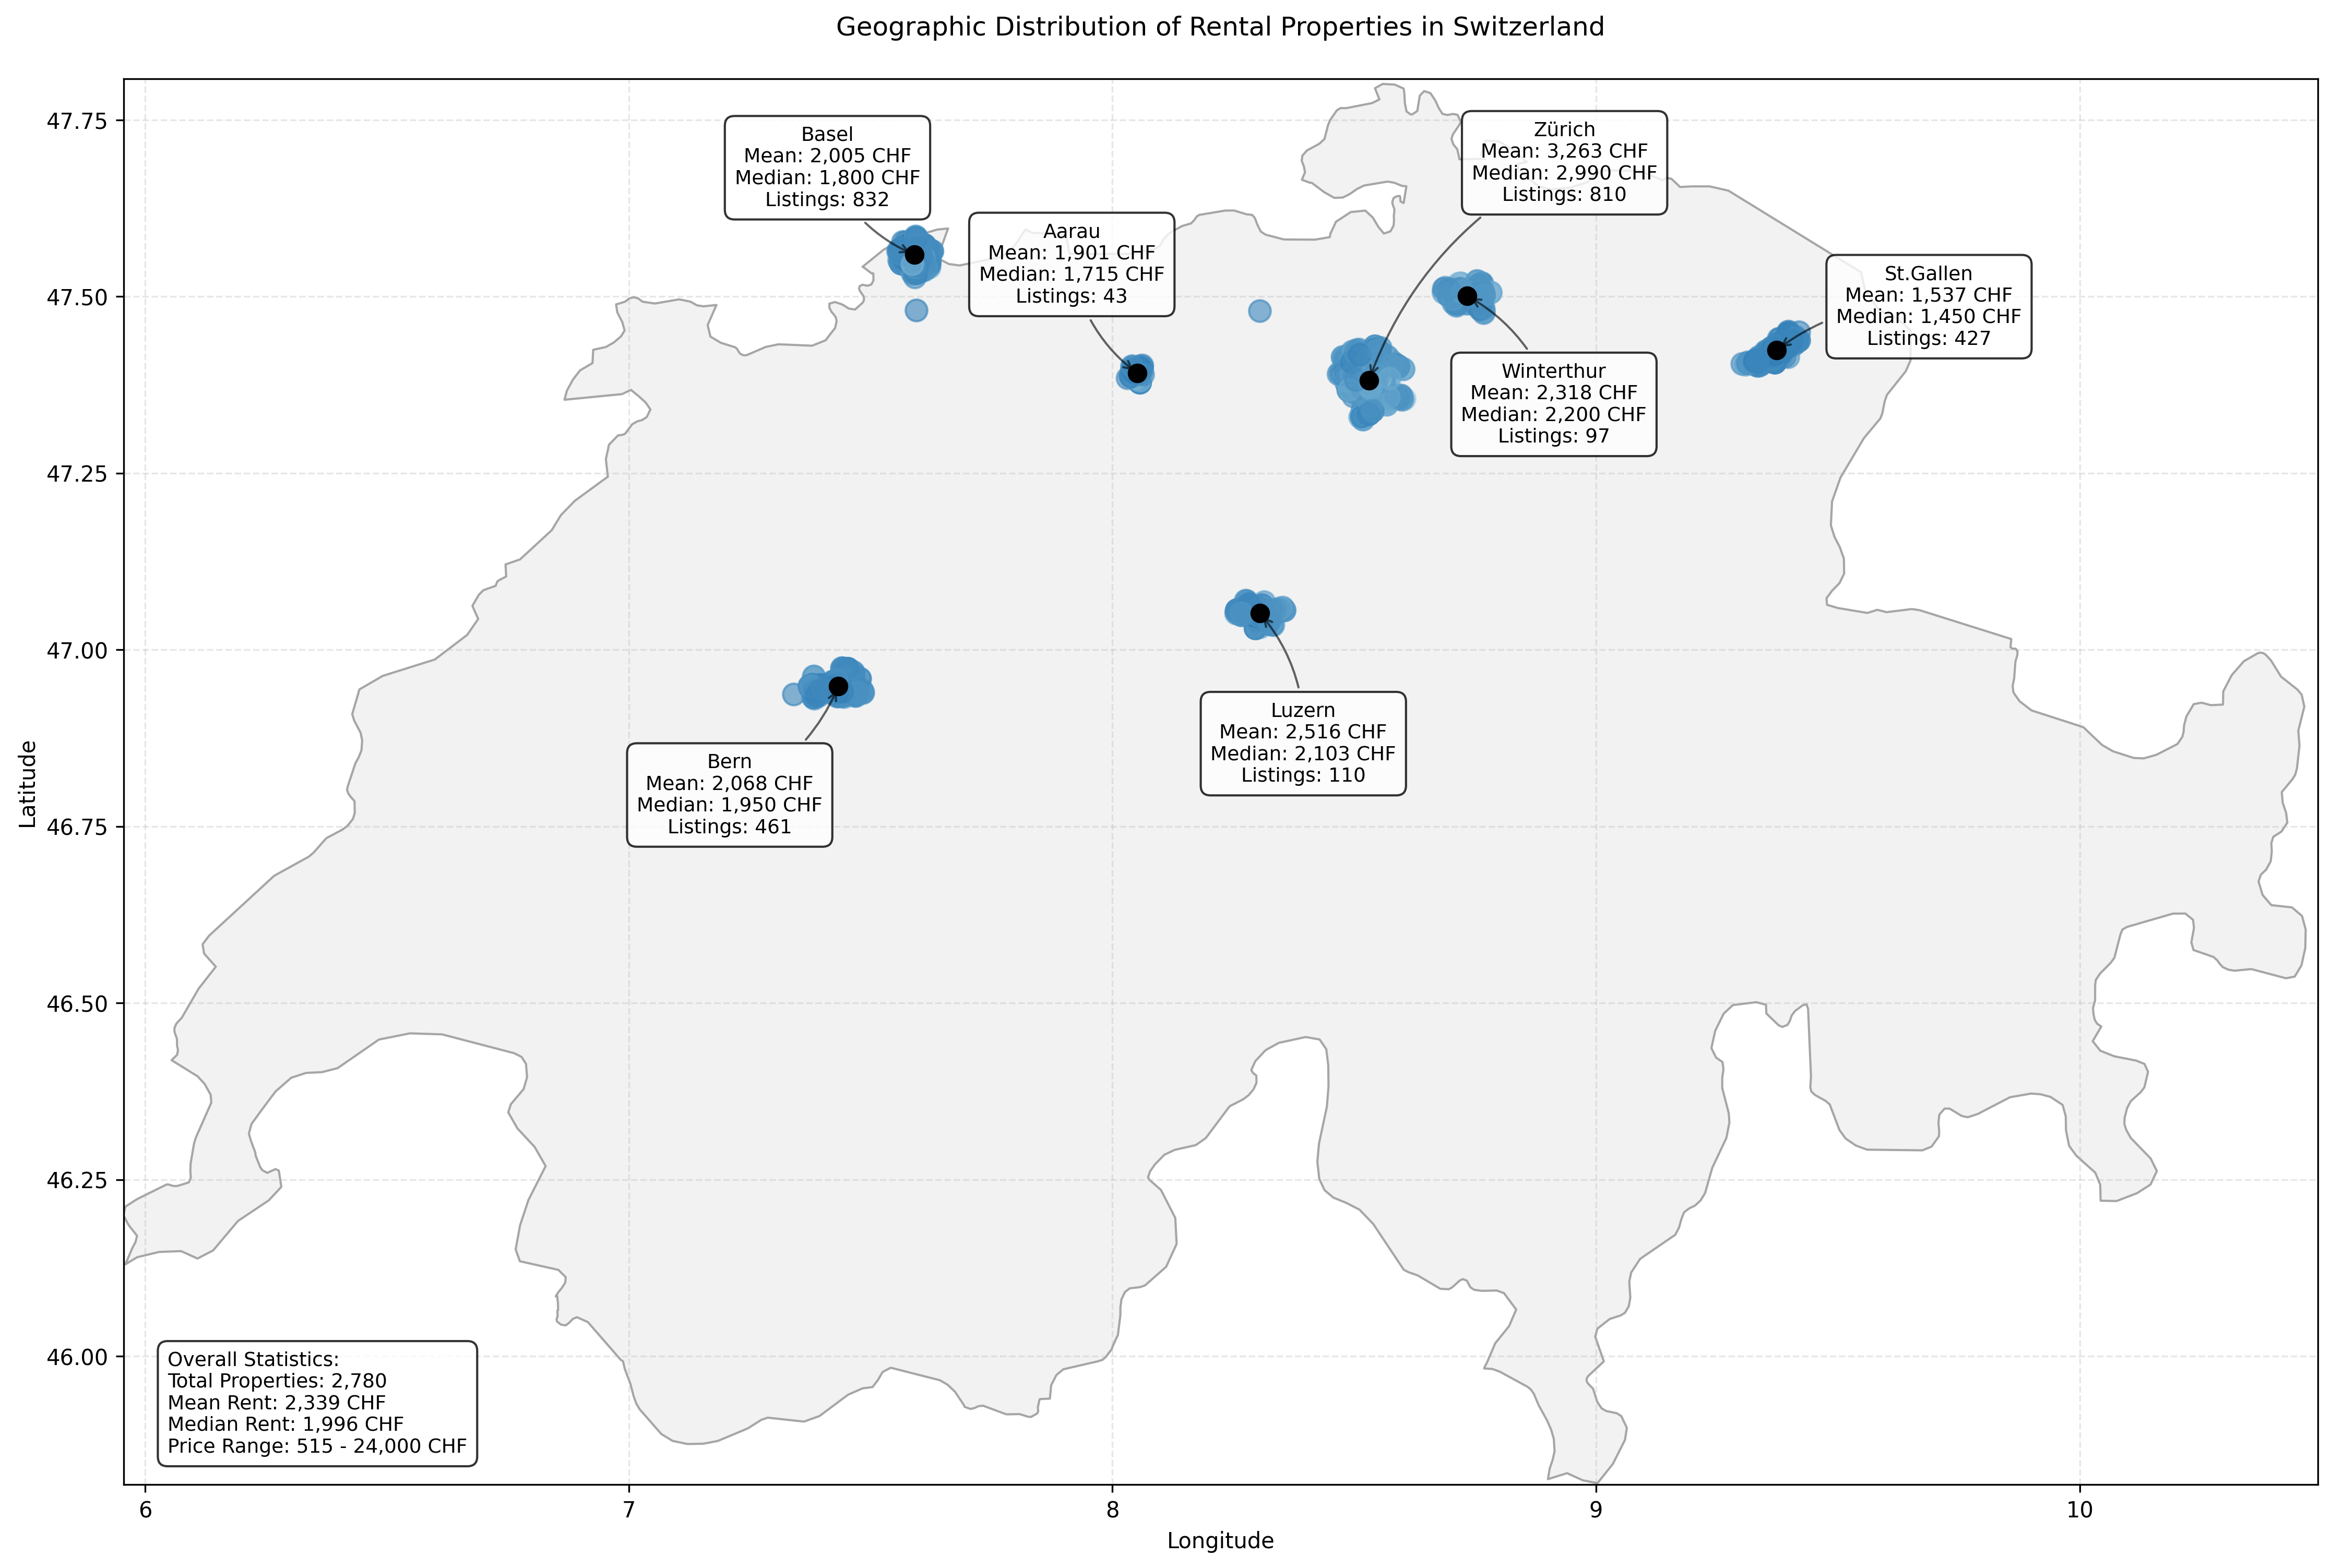 Geographic Distribution of Rental Properties in Switzerland
Basel
Mean: 2,005 CHF
Median: 1,800 CHF
Listings: 832
Zürich
Mean: 3,263 CHF
Median: 2,990 CHF
Listings: 810
Aarau
Mean: 1,901 CHF
Median: 1,715 CHF
Listings: 43
St.Gallen
Mean: 1,537 CHF
Median: 1,450 CHF
Listings: 427
Winterthur
Mean: 2,318 CHF
Median: 2,200 CHF
Listings: 97
Luzern
Mean: 2,516 CHF
Median: 2,103 CHF
Listings: 110
Bern
Mean: 2,068 CHF
Median: 1,950 CHF
Listings: 461
Overall Statistics:
Total Properties: 2,780
Mean Rent: 2,339 CHF
Median Rent: 1,996 CHF
Price Range: 515 - 24,000 CHF
Latitude
47.75
47.50
47.25
47.00
46.75
46.50
46.25
46.00
6
7
8
9
10
Longitude